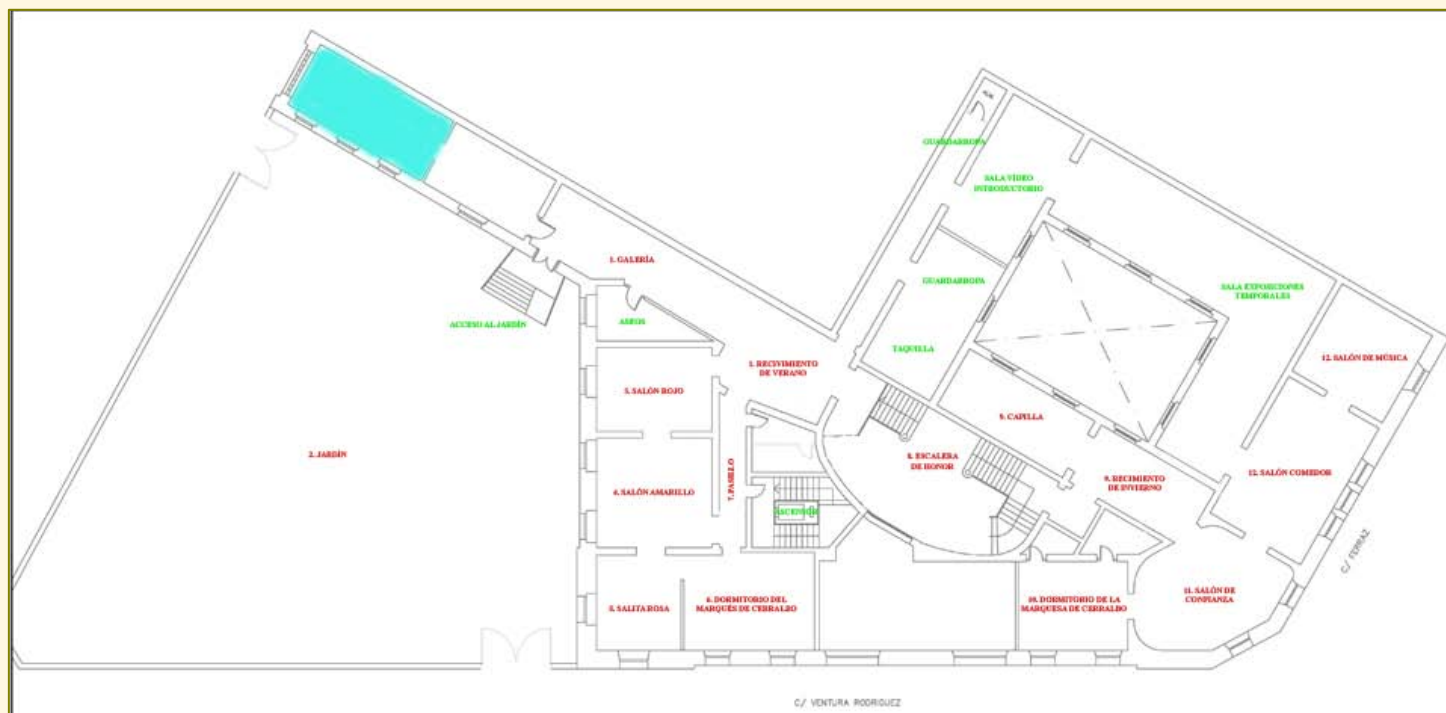 GUARDARROPA
SALA VÍDEO
INTRODUCTORIO
1. GALERÍA
GUARDARROPA
SALA EXPOSICIONES
TEMPORALES
ACCESO AL JARDÍN
ASEOS
TAQUILLA
1. RECIVIMIENTO
DE VERANO
12. SALÓN DE MÚSICA
3. SALÓN ROJO
9. CAPILLA
2. JARDÍN
8. ESCALERA
DE HONOR
7. PASILLO
4. SALÓN AMARILLO
9. RECIMIENTO
DE INVIERNO
12. SALÓN COMEDOR
ASCENSOR
C/ FERRAZ
5. SALITA ROSA
6. DORMITORIO DEL
MARQUÉS DE CERRALBO
10. DORMITORIO DE LA
MARQUESA DE CERRALBO
11. SALÓN DE
CONFIANZA
C/ VENTURA RODRIGUEZ